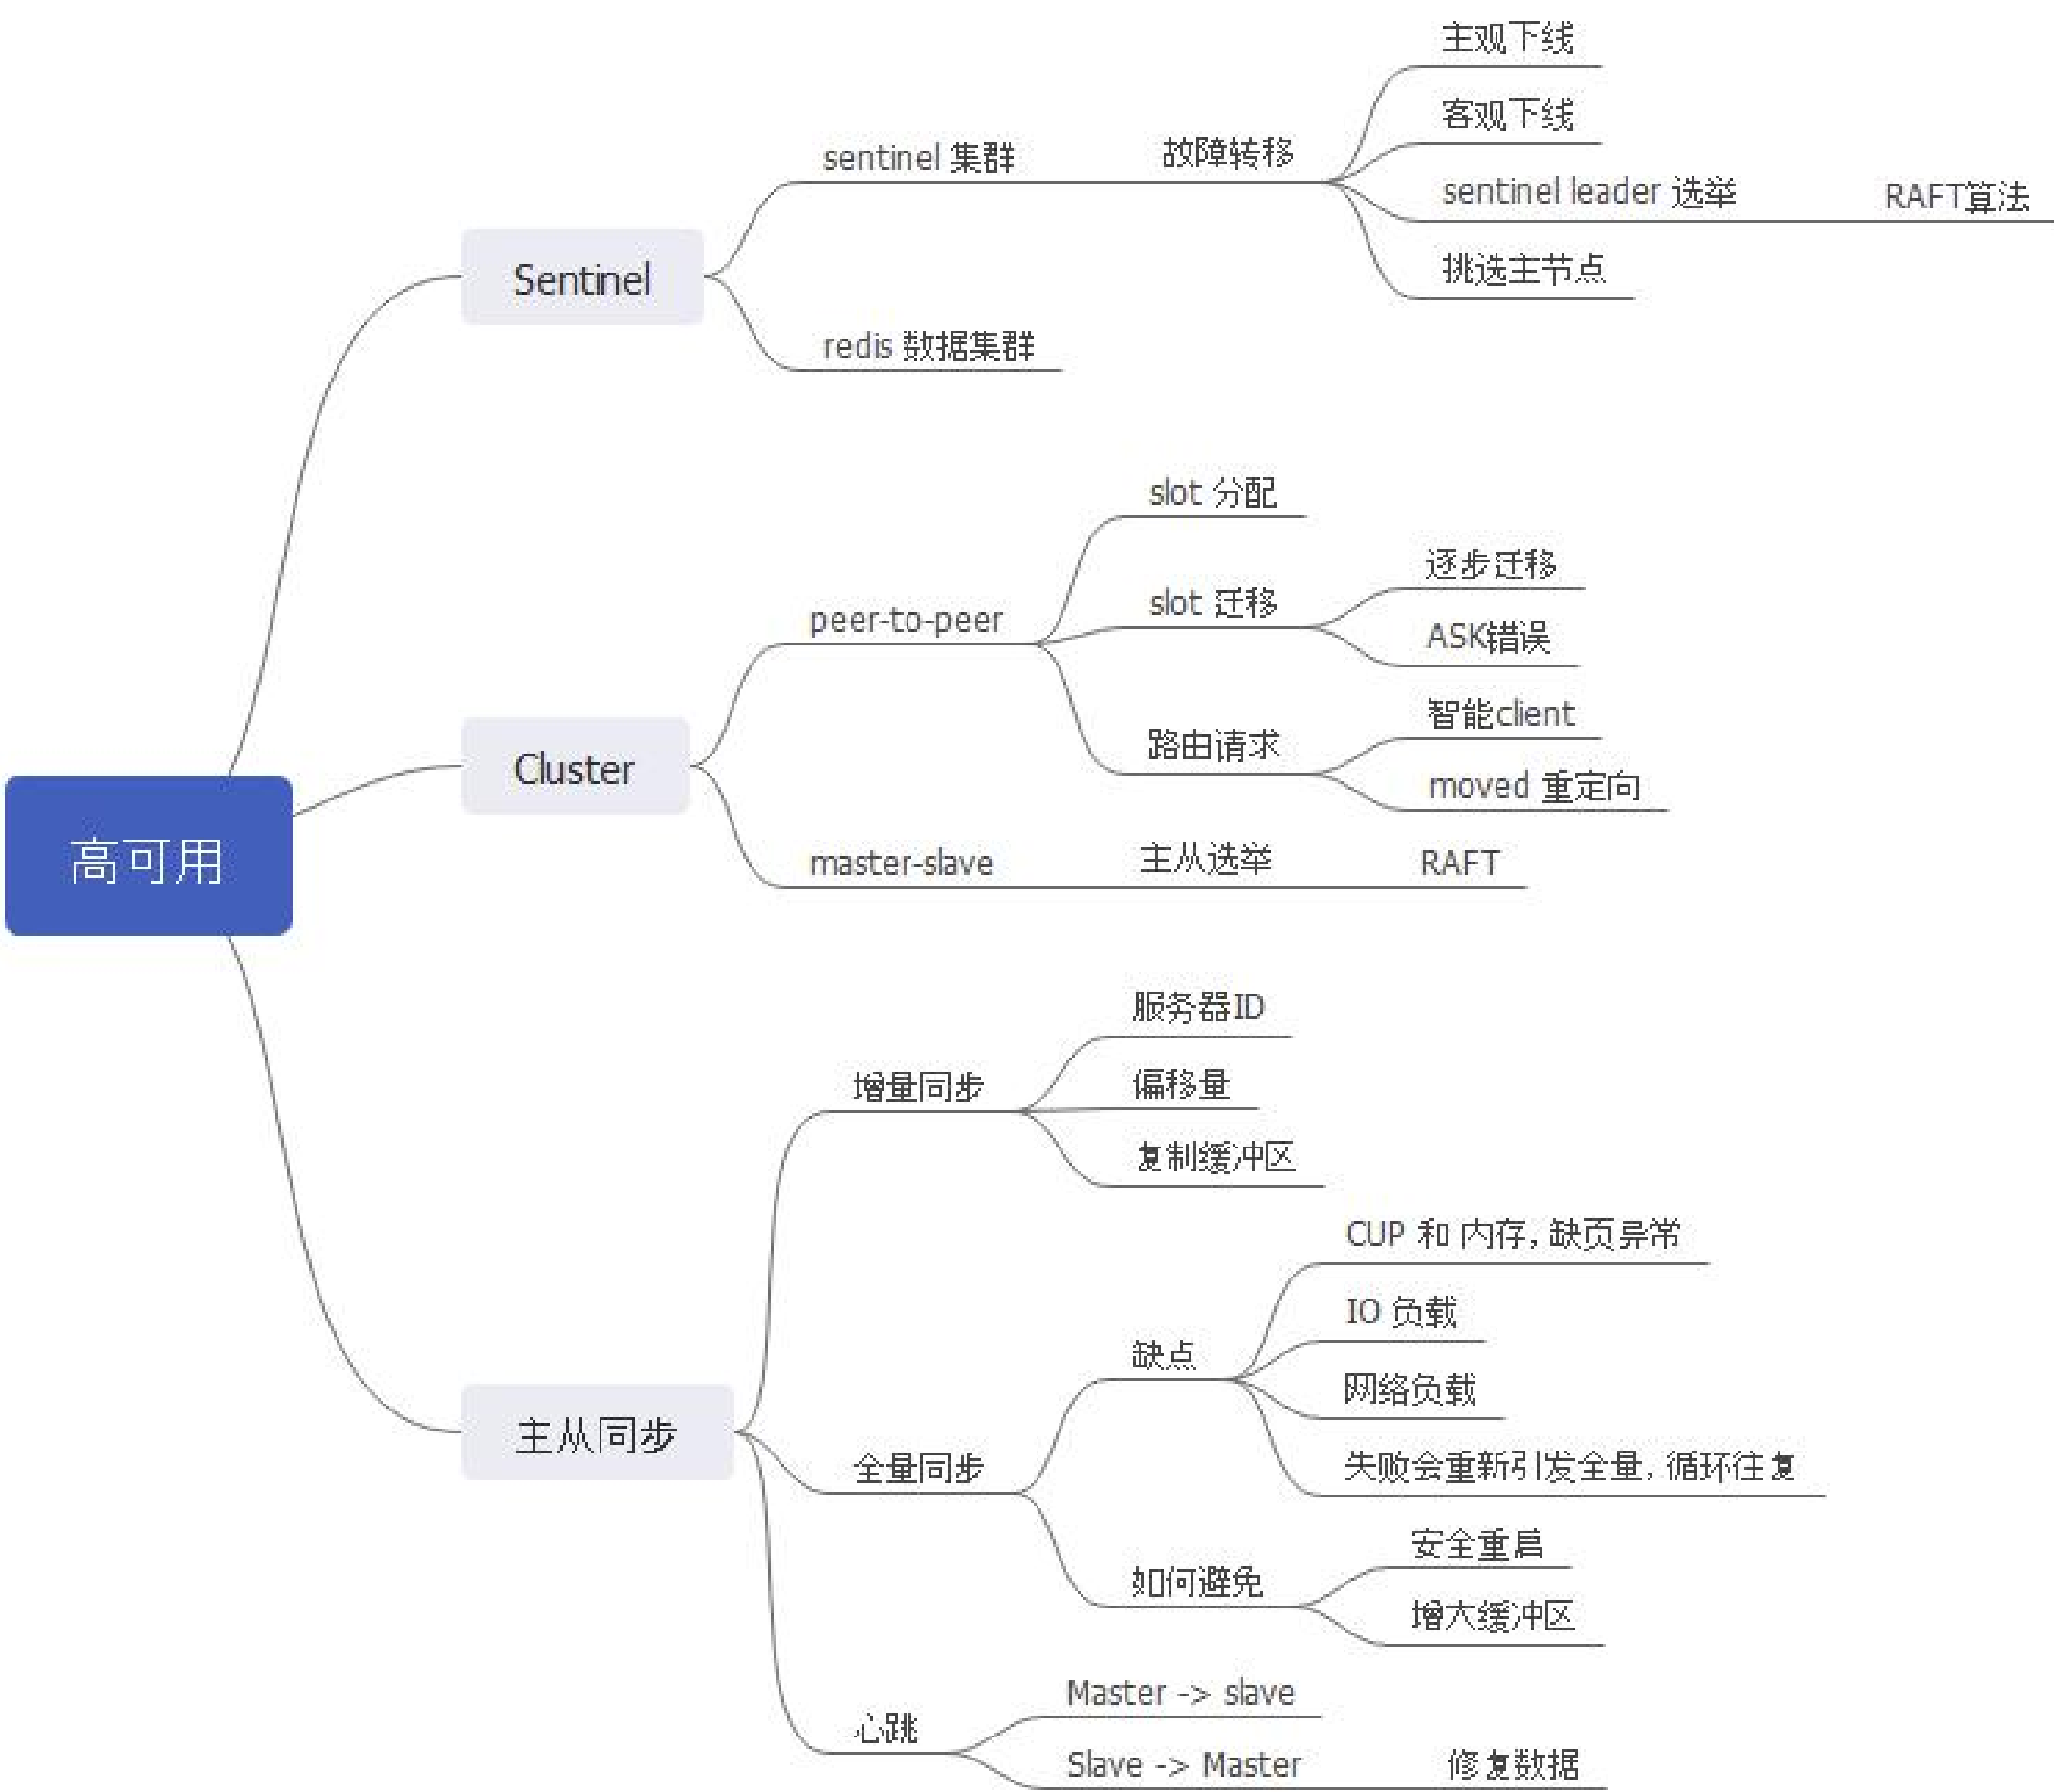 高可用
Sentinel
sentinel 集群
故障转移
主观下线
客观下线
sentinel leader 选举
RAFT算法
挑选主节点
redis 数据集群
Cluster
peer-to-peer
slot 分配
slot 迁移
逐步迁移
ASK错误
路由请求
智能client
moved 重定向
master-slave
主从选举
RAFT
主从同步
增量同步
服务器ID
偏移量
复制缓冲区
全量同步
缺点
CUP 和 内存, 缺页异常
IO 负载
网络负载
失败会重新引发全量, 循环往复
如何避免
安全重启
增大缓冲区
心跳
Master -> slave
Slave -> Master
修复数据